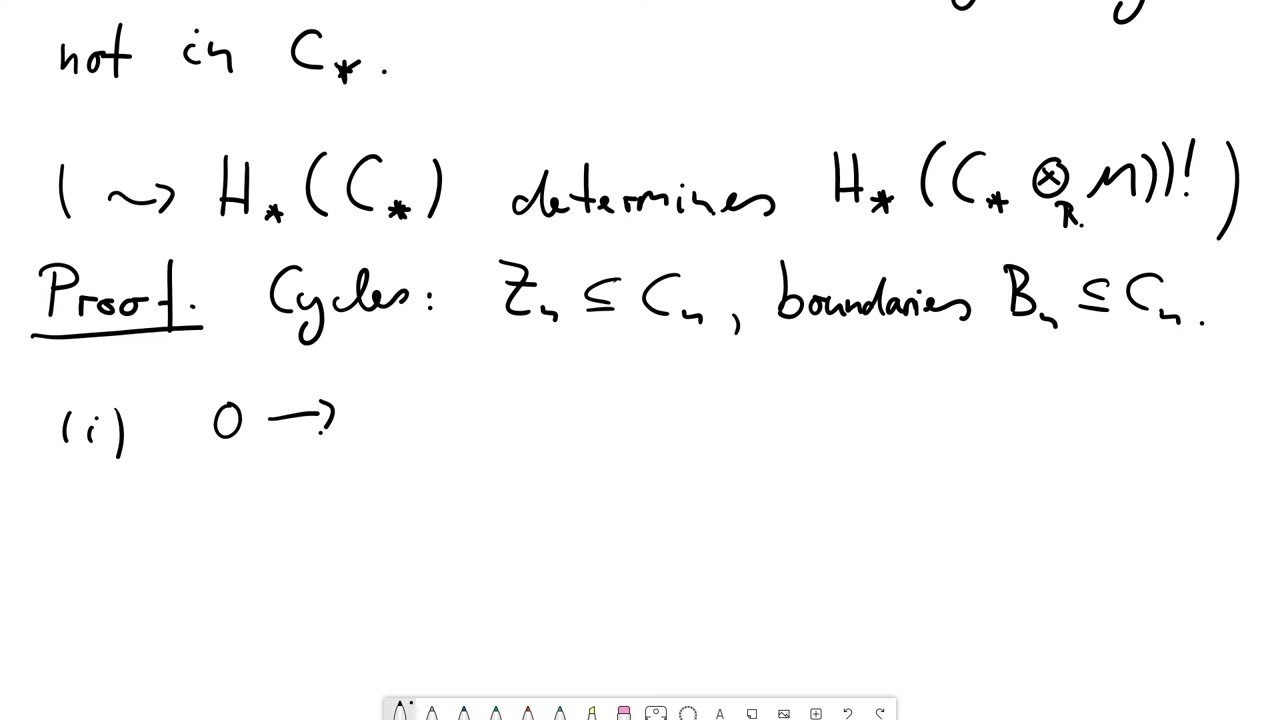 not in C_*.
(⇝ H_*(C_*) determines H_*(C_* ⊗_R M))!)
Proof. Cycles: Z_n ≤ C_n, boundaries B_n ≤ C_n.
(i) 0 →